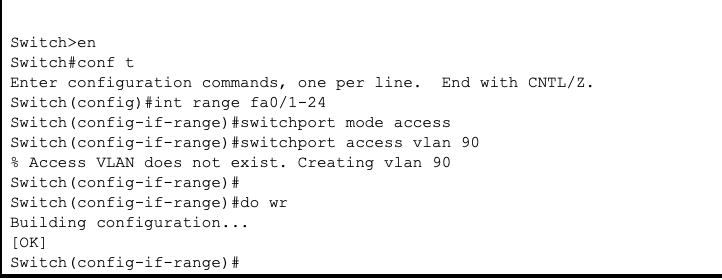 Switch>en
Switch#conf t
Enter configuration commands, one per line.  End with CNTL/Z.
Switch(config)#int range fa0/1-24
Switch(config-if-range)#switchport mode access
Switch(config-if-range)#switchport access vlan 90
% Access VLAN does not exist. Creating vlan 90
Switch(config-if-range)#
Switch(config-if-range)#do wr
Building configuration...
[OK]
Switch(config-if-range)#